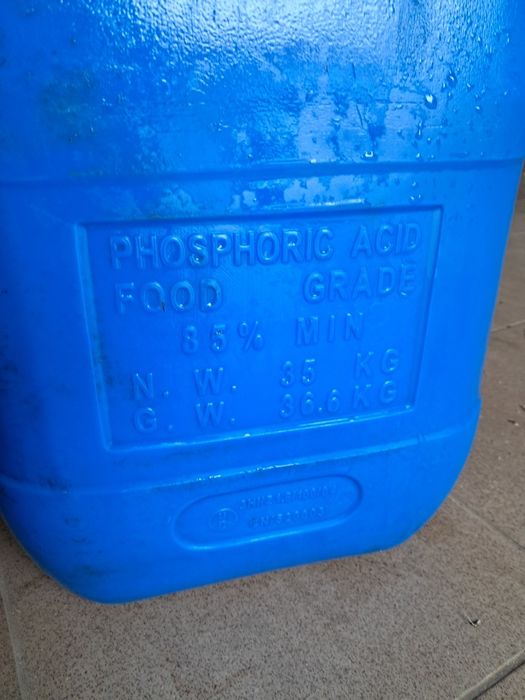 PHOSPHORIC ACID
FOOD GRADE
85% MIN
N. W. 35 KG
G. W. 36.6 KG